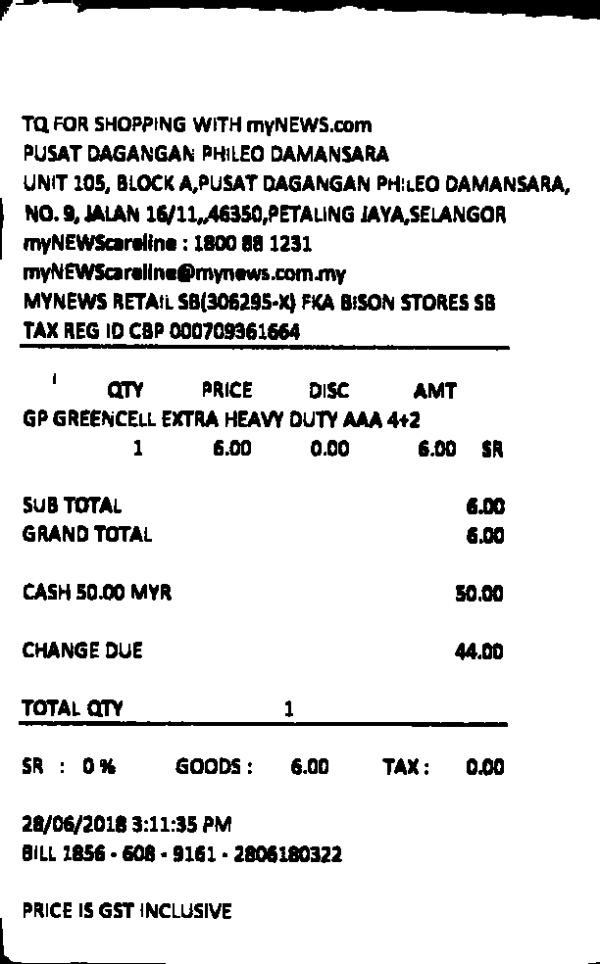 TQ FOR SHOPPING WITH myNEWS.com
PUSAT DAGANGAN PHILEO DAMANSARA
UNIT 105, BLOCK A,PUSAT DAGANGAN PHILEO DAMANSARA,
NO. 9, JALAN 16/11,,46350,PETALING JAYA,SELANGOR
myNEWScareline : 1800 88 1231
myNEWScareline@mynews.com.my
MYNEWS RETAIL SB(306295-X) FKA BISON STORES SB
TAX REG ID CBP 000709361664
QTY PRICE DISC AMT
GP GREENCELL EXTRA HEAVY DUTY AAA 4+2
1 6.00 0.00 6.00 SR
SUB TOTAL 6.00
GRAND TOTAL 6.00
CASH 50.00 MYR 50.00
CHANGE DUE 44.00
TOTAL QTY 1
SR : 0 % GOODS : 6.00 TAX : 0.00
28/06/2018 3:11:35 PM
BILL 1856 - 608 - 9161 - 2806180322
PRICE IS GST INCLUSIVE